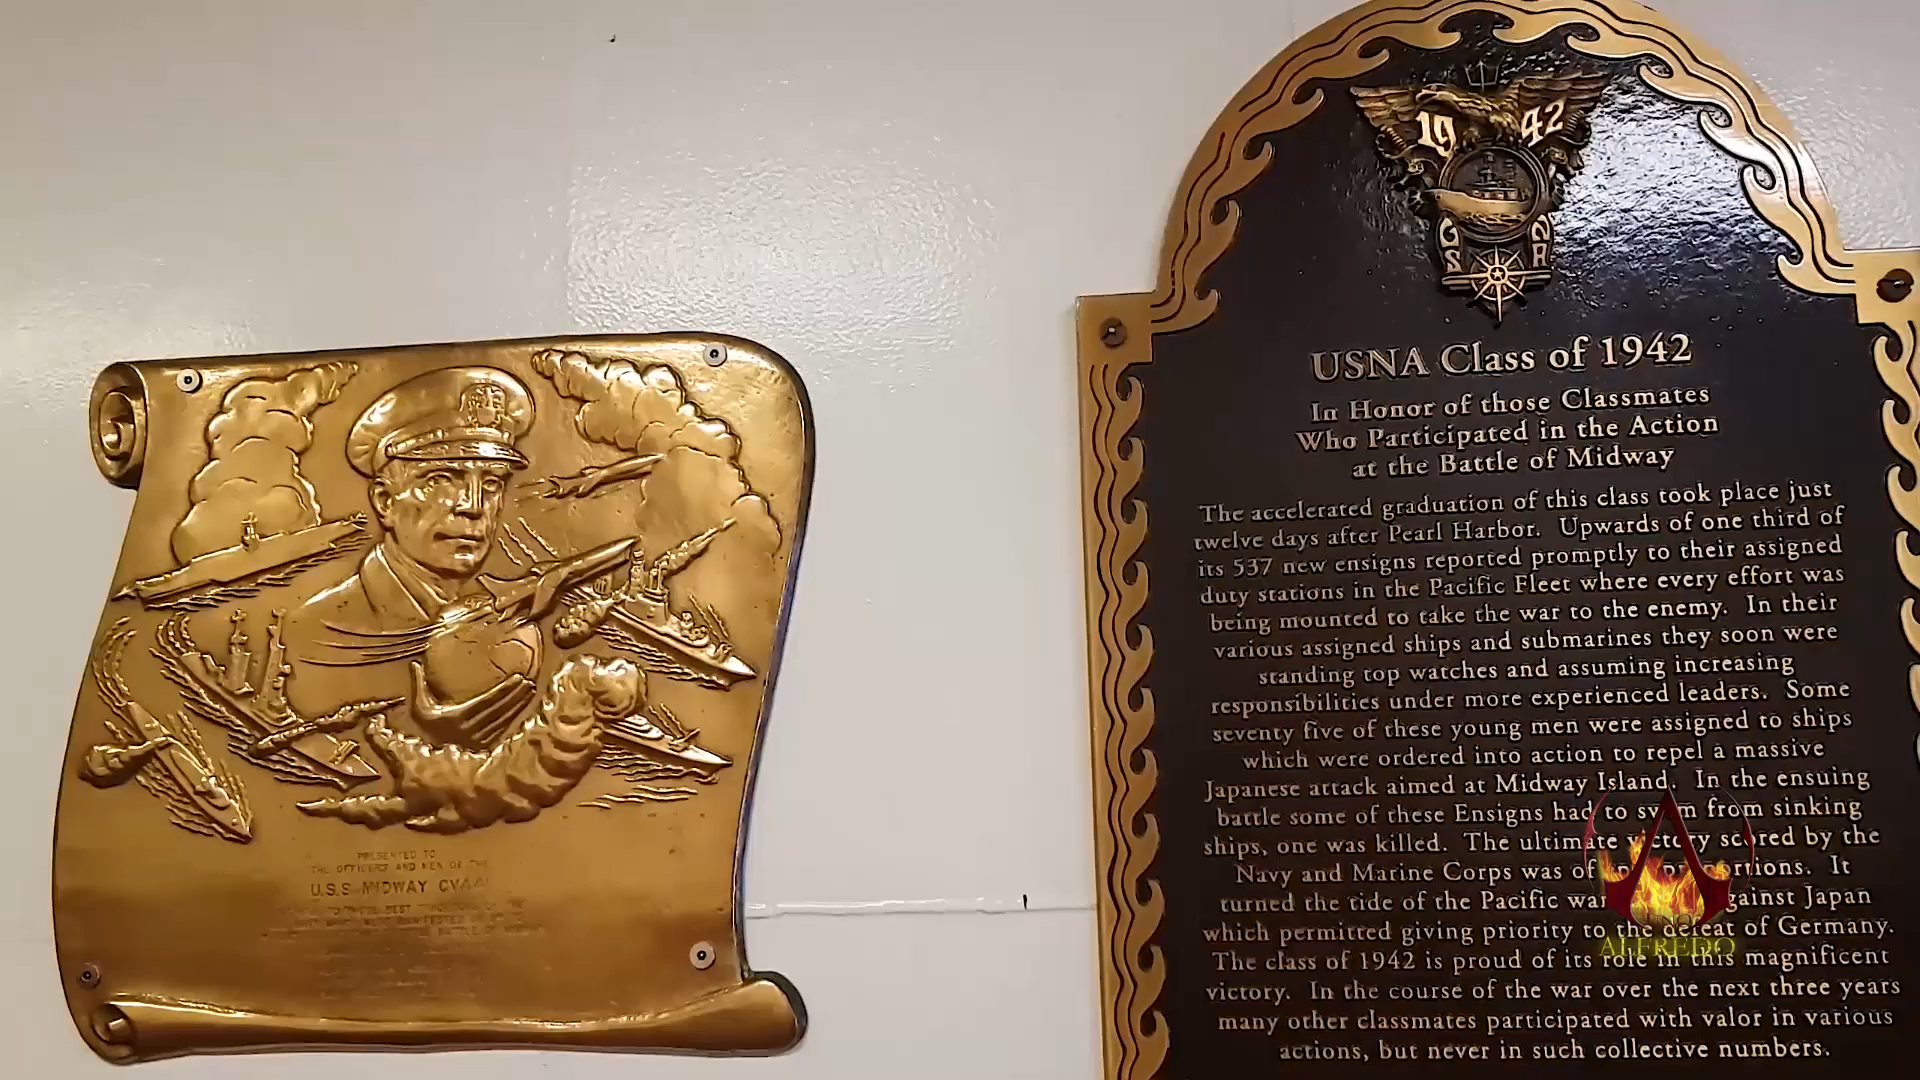 PRESENTED TO
THE OFFICERS AND MEN OF THE
U.S.S. MIDWAY CVA41
BATTLE OF
1942
USNA
USNA Class of 1942
In Honor of those Classmates
Who Participated in the Action
at the Battle of Midway
The accelerated graduation of this class took place just
twelve days after Pearl Harbor. Upwards of one third of
its 537 new ensigns reported promptly to their assigned
duty stations in the Pacific Fleet where every effort was
being mounted to take the war to the enemy. In their
various assigned ships and submarines they soon were
standing top watches and assuming increasing
responsibilities under more experienced leaders. Some
seventy five of these young men were assigned to ships
which were ordered into action to repel a massive
Japanese attack aimed at Midway Island. In the ensuing
battle some of these Ensigns had to swim from sinking
ships, one was killed. The ultimate victory scored by the
Navy and Marine Corps was of epic proportions. It
turned the tide of the Pacific war against Japan
which permitted giving priority to the defeat of Germany.
The class of 1942 is proud of its role in this magnificent
victory. In the course of the war over the next three years
many other classmates participated with valor in various
actions, but never in such collective numbers.
ALFREDO